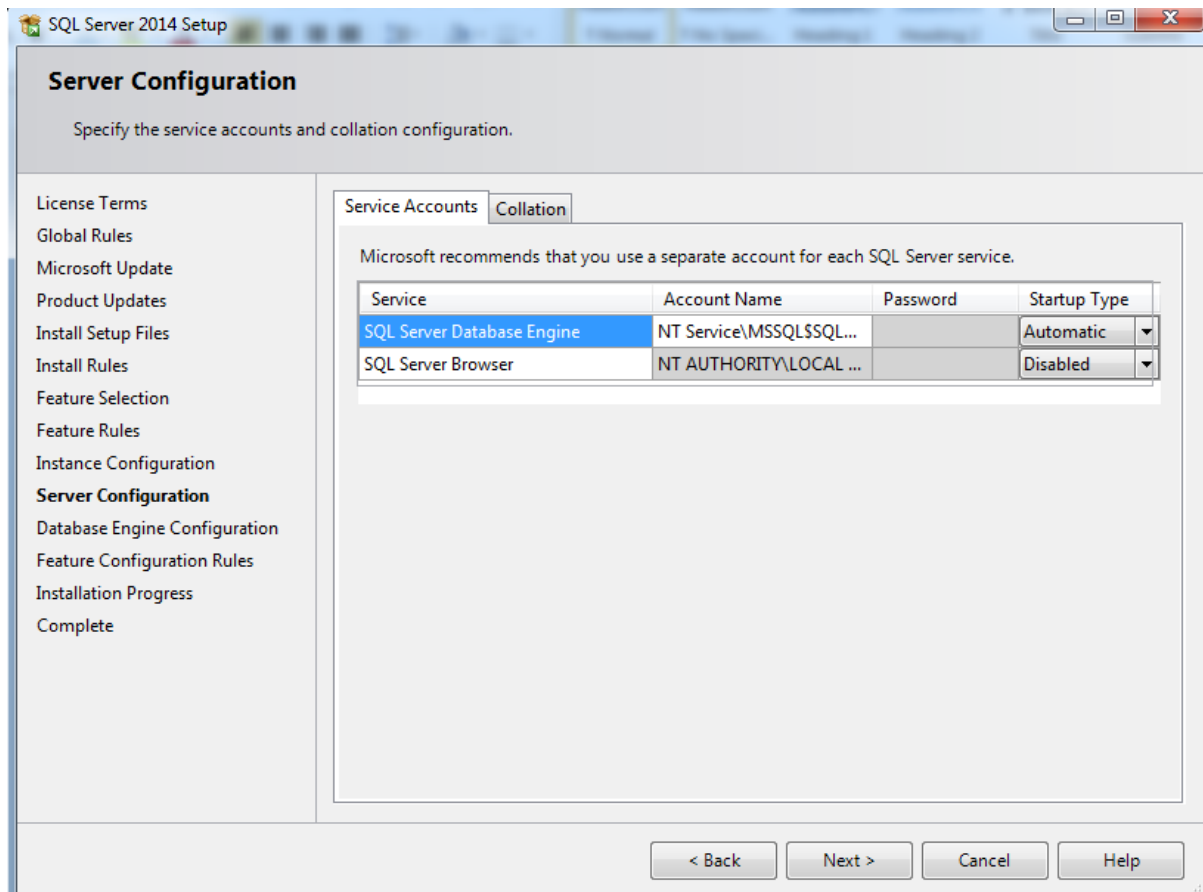 SQL Server 2014 Setup
Server Configuration
Specify the service accounts and collation configuration.
License Terms
Global Rules
Microsoft Update
Product Updates
Install Setup Files
Install Rules
Feature Selection
Feature Rules
Instance Configuration
Server Configuration
Database Engine Configuration
Feature Configuration Rules
Installation Progress
Complete
Service Accounts Collation
Microsoft recommends that you use a separate account for each SQL Server service.
Service Account Name Password Startup Type
SQL Server Database Engine NT Service\MSSQL$SQL... Automatic
SQL Server Browser NT AUTHORITY\LOCAL ... Disabled
< Back Next > Cancel Help